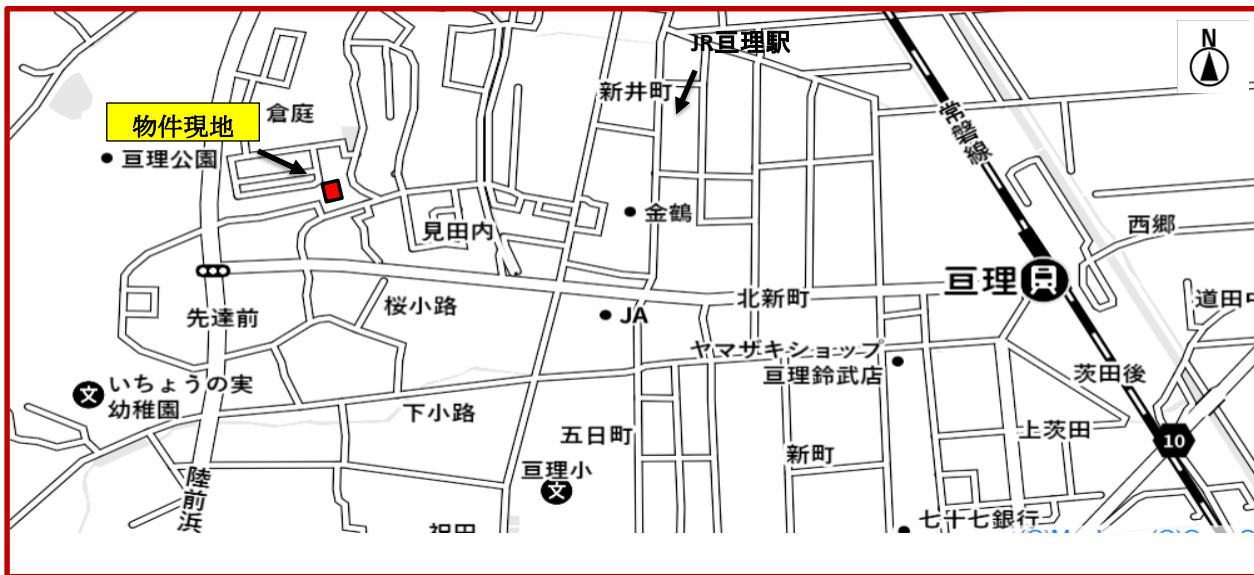 JR亘理駅
N
新井町
倉庭
物件現地
亘理公園
常磐線
金鶴
見田内
西郷
亘理
北新町
道田中
桜小路
先達前
JA
ヤマザキショップ
亘理鈴武店
茨田後
いちょうの実
幼稚園
文
下小路
五日町
上茨田
10
新町
亘理小
文
陸前浜
七十七銀行